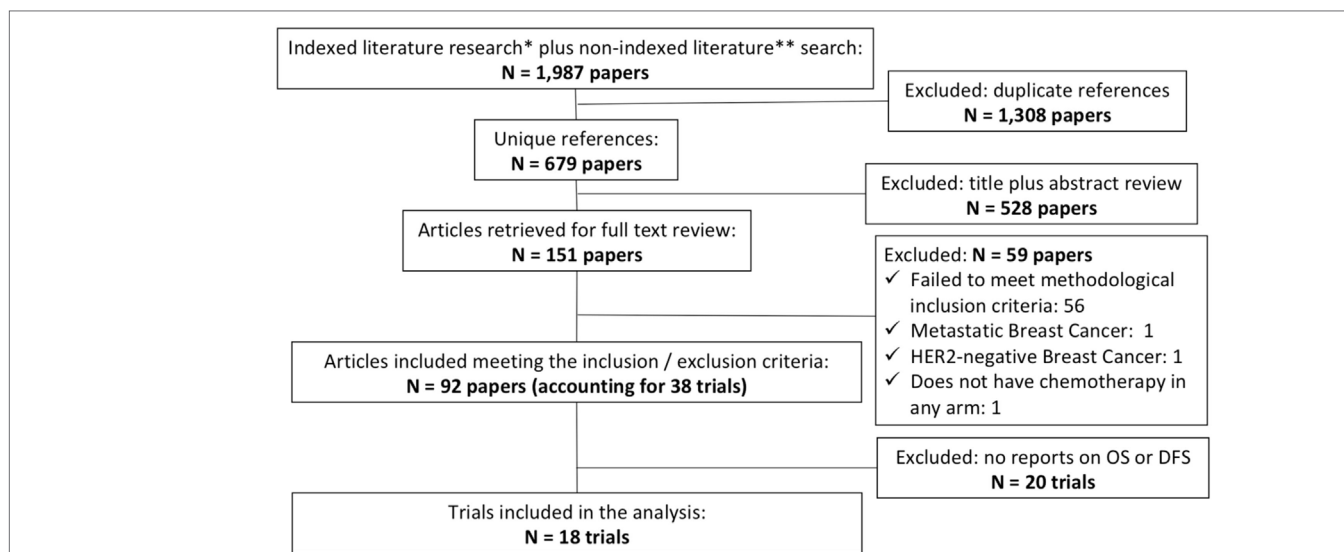 Indexed literature research* plus non-indexed literature** search:
N = 1,987 papers
Excluded: duplicate references
N = 1,308 papers
Unique references:
N = 679 papers
Excluded: title plus abstract review
N = 528 papers
Articles retrieved for full text review:
N = 151 papers
Excluded: N = 59 papers
✓ Failed to meet methodological
inclusion criteria: 56
✓ Metastatic Breast Cancer: 1
✓ HER2-negative Breast Cancer: 1
✓ Does not have chemotherapy in
any arm: 1
Articles included meeting the inclusion / exclusion criteria:
N = 92 papers (accounting for 38 trials)
Excluded: no reports on OS or DFS
N = 20 trials
Trials included in the analysis:
N = 18 trials